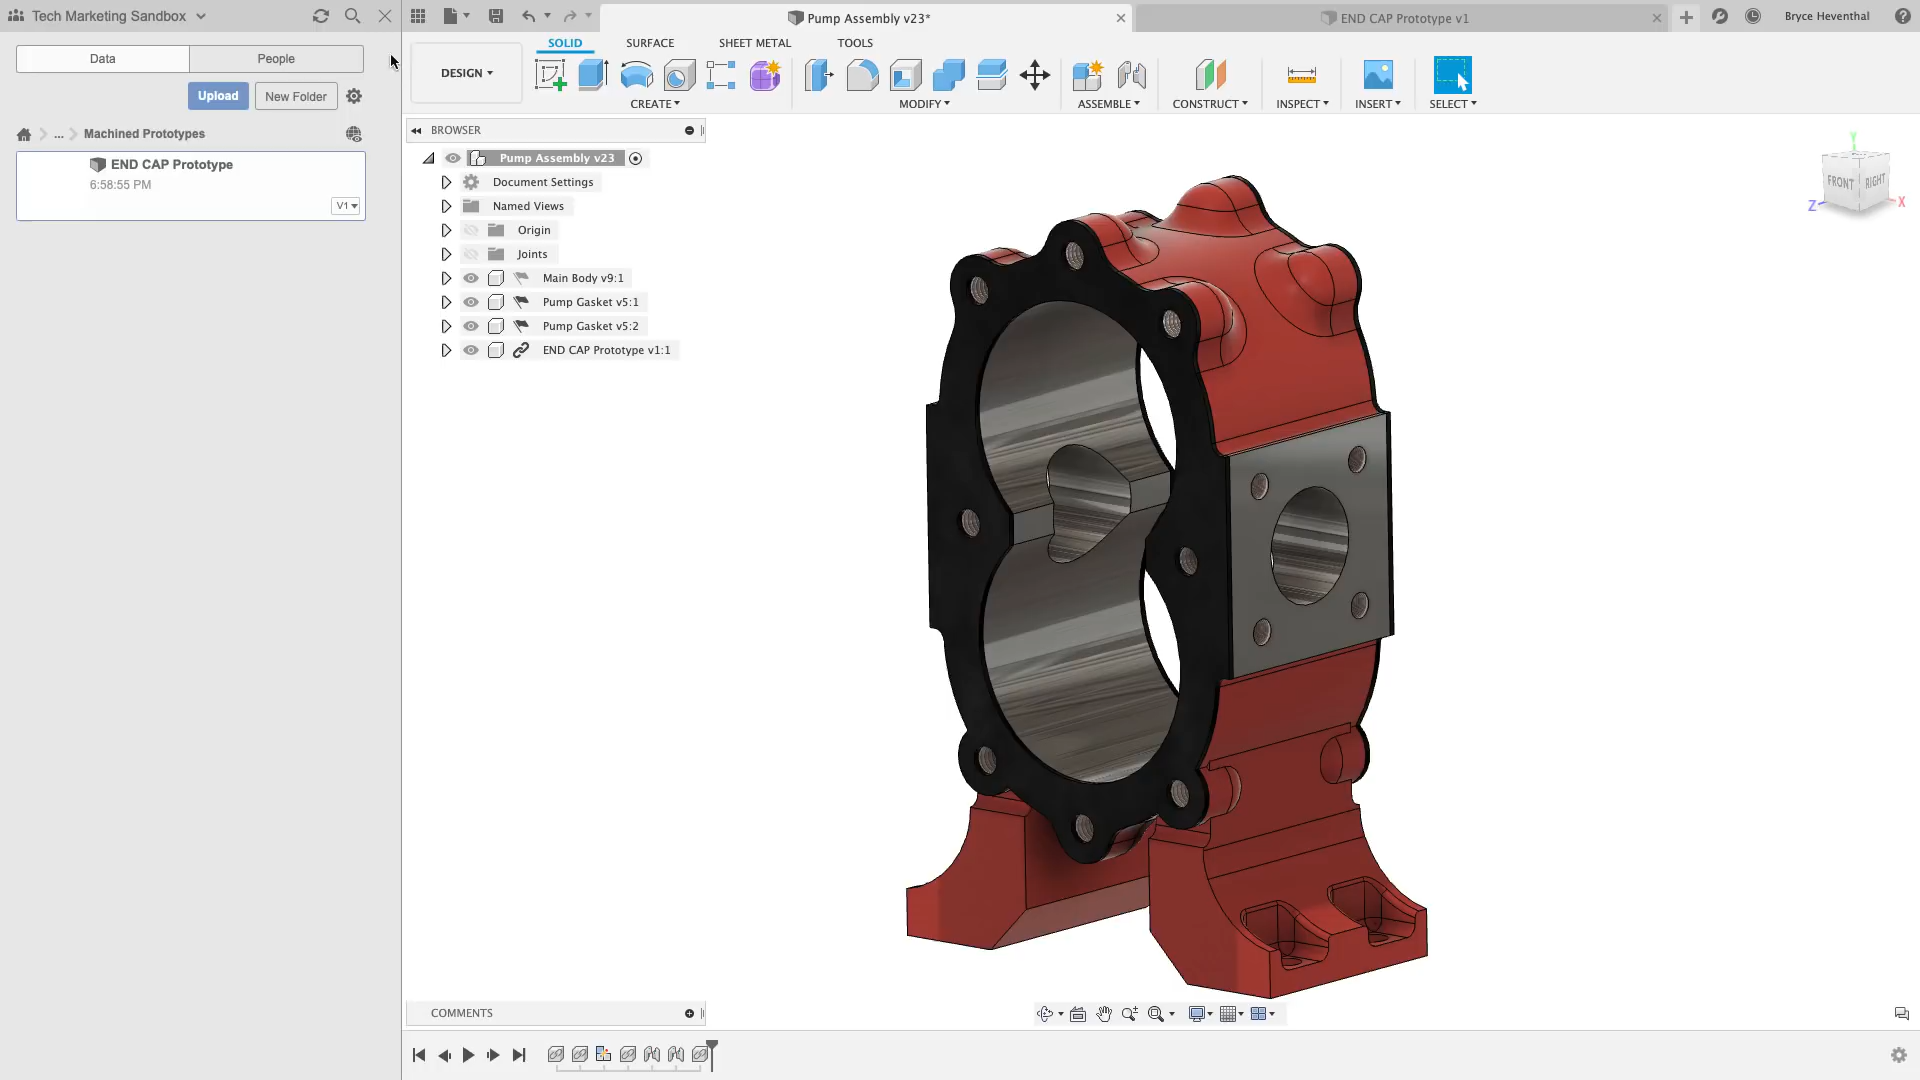 Tech Marketing Sandbox
Pump Assembly v23*
END CAP Prototype v1
Bryce Heventhal
Data
People
Upload
New Folder
... Machined Prototypes
END CAP Prototype
6:58:55 PM
V1
DESIGN
SOLID
SURFACE
SHEET METAL
TOOLS
CREATE
MODIFY
ASSEMBLE
CONSTRUCT
INSPECT
INSERT
SELECT
BROWSER
Pump Assembly v23
Document Settings
Named Views
Origin
Joints
Main Body v9:1
Pump Gasket v5:1
Pump Gasket v5:2
END CAP Prototype v1:1
Y
FRONT
RIGHT
Z
X
COMMENTS